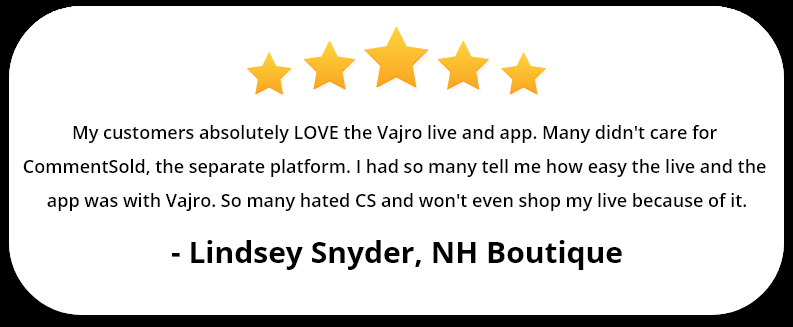 My customers absolutely LOVE the Vajro live and app. Many didn't care for
CommentSold, the separate platform. I had so many tell me how easy the live and the
app was with Vajro. So many hated CS and won't even shop my live because of it.
- Lindsey Snyder, NH Boutique